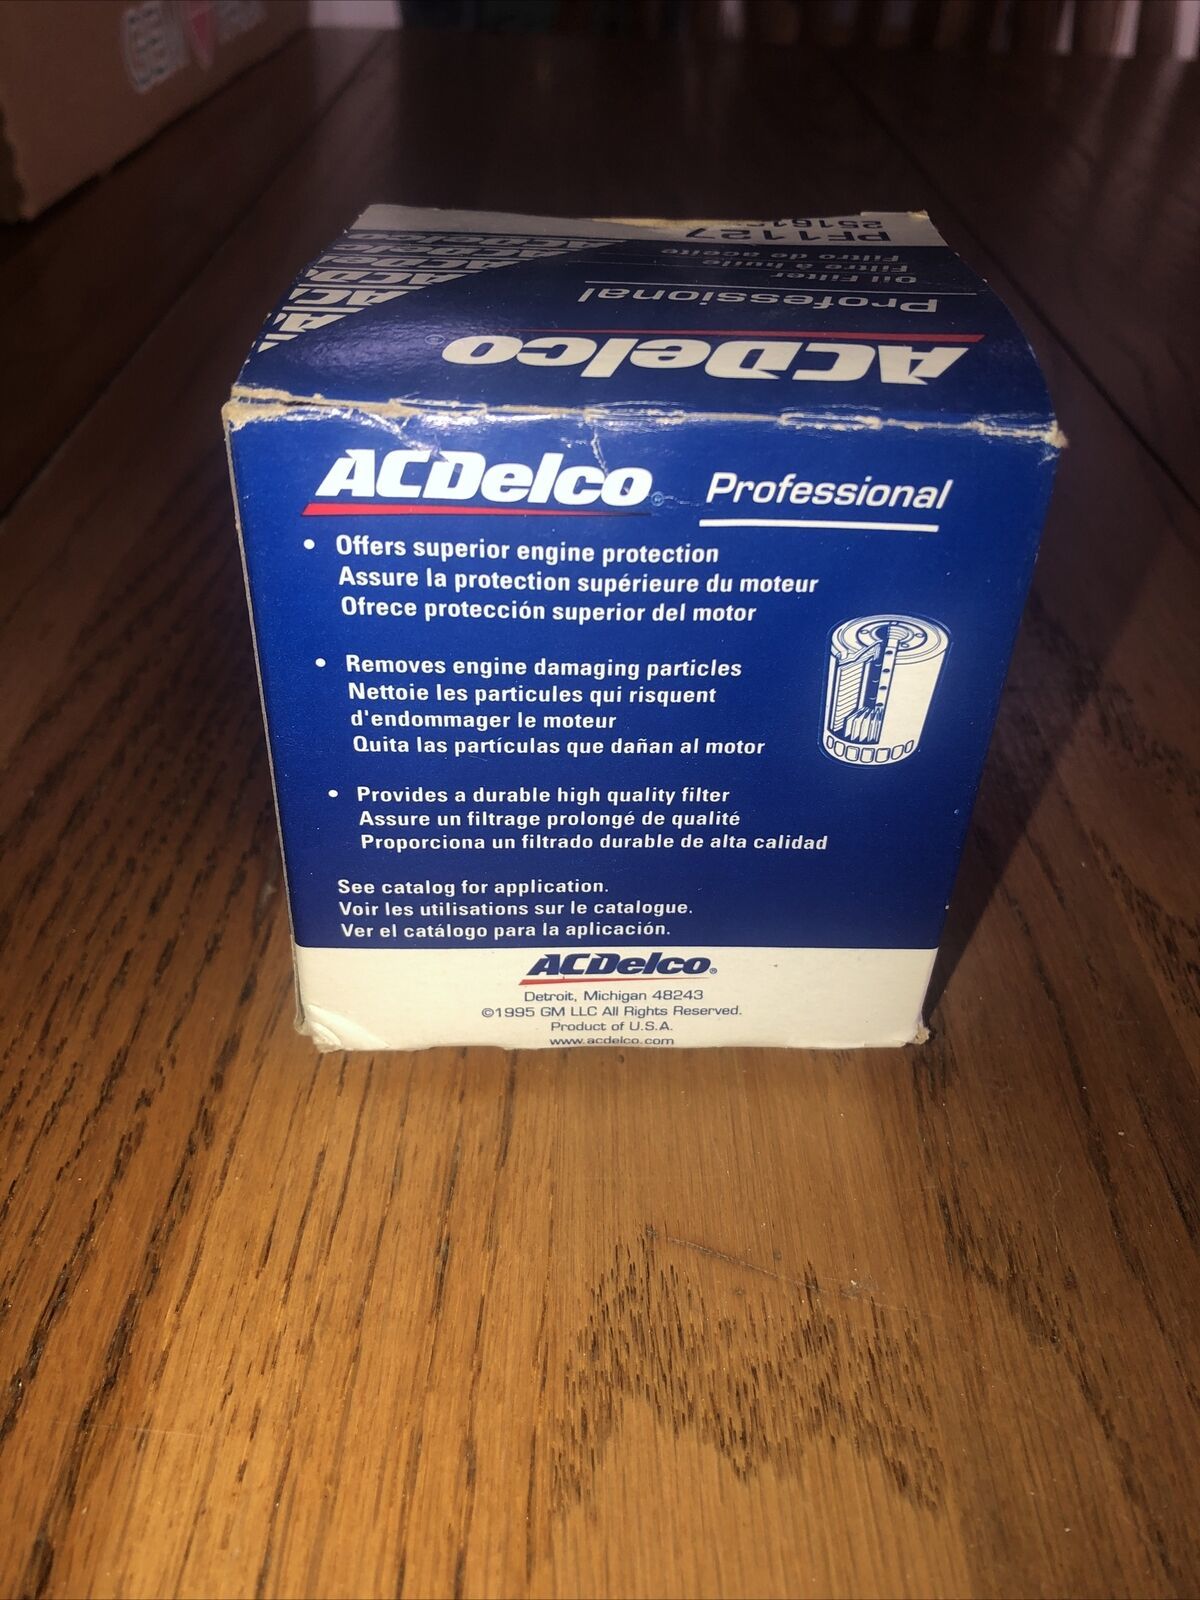 PF1127
Filtro de aceite
Filtre à huile
Oil Filter
Professional
ACDelco®
ACDelco® Professional
• Offers superior engine protection
Assure la protection supérieure du moteur
Ofrece protección superior del motor
• Removes engine damaging particles
Nettoie les particules qui risquent
d'endommager le moteur
Quita las partículas que dañan al motor
• Provides a durable high quality filter
Assure un filtrage prolongé de qualité
Proporciona un filtrado durable de alta calidad
See catalog for application.
Voir les utilisations sur le catalogue.
Ver el catálogo para la aplicación.
ACDelco®
Detroit, Michigan 48243
©1995 GM LLC All Rights Reserved.
Product of U.S.A.
www.acdelco.com